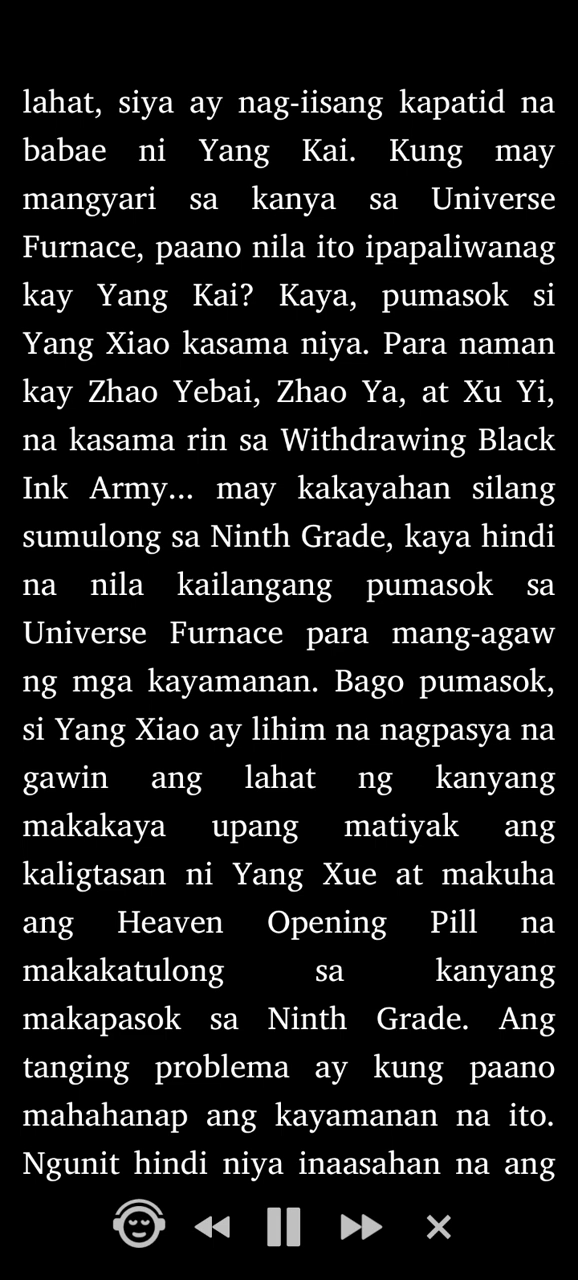 lahat, siya ay nag-iisang kapatid na
babae ni Yang Kai. Kung may
mangyari sa kanya sa Universe
Furnace, paano nila ito ipapaliwanag
kay Yang Kai? Kaya, pumasok si
Yang Xiao kasama niya. Para naman
kay Zhao Yebai, Zhao Ya, at Xu Yi,
na kasama rin sa Withdrawing Black
Ink Army... may kakayahan silang
sumulong sa Ninth Grade, kaya hindi
na nila kailangang pumasok sa
Universe Furnace para mang-agaw
ng mga kayamanan. Bago pumasok,
si Yang Xiao ay lihim na nagpasya na
gawin ang lahat ng kanyang
makakaya upang matiyak ang
kaligtasan ni Yang Xue at makuha
ang Heaven Opening Pill na
makakatulong sa kanyang
makapasok sa Ninth Grade. Ang
tanging problema ay kung paano
mahahanap ang kayamanan na ito.
Ngunit hindi niya inaasahan na ang